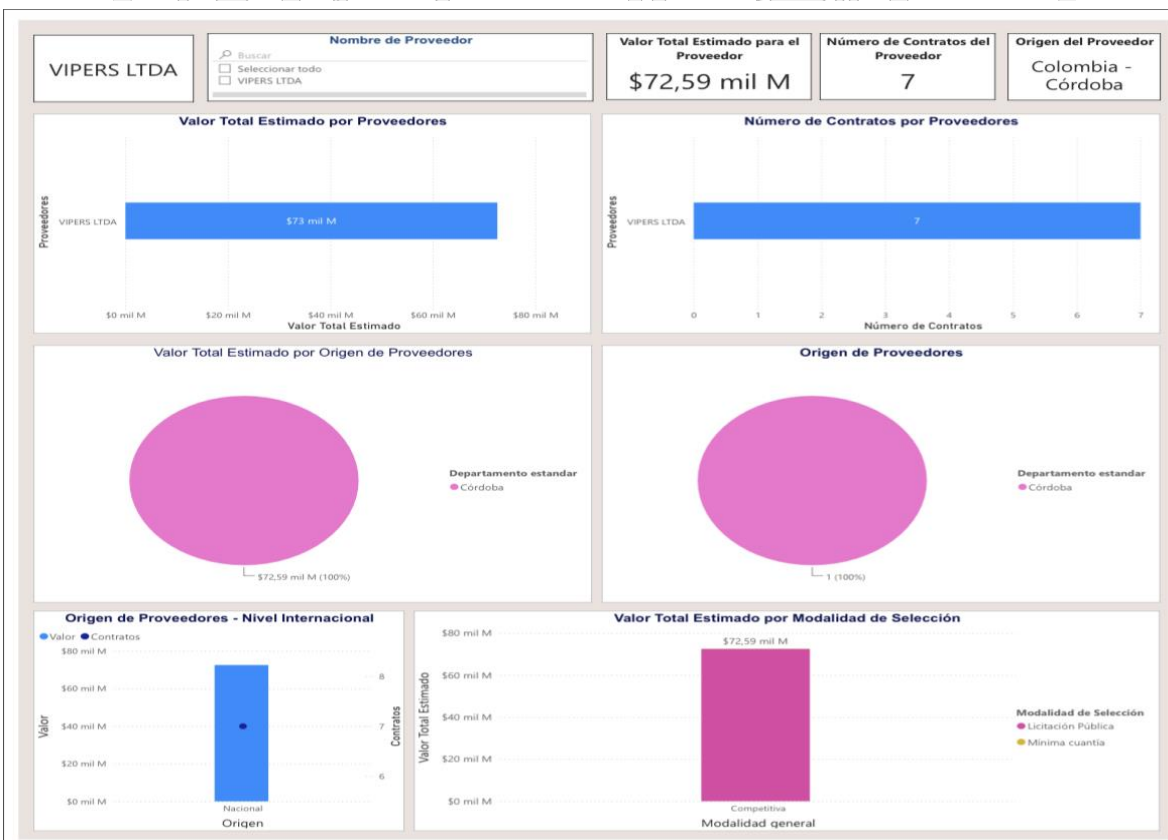 VIPERS LTDA
Nombre de Proveedor
Buscar
Seleccionar todo
VIPERS LTDA
Valor Total Estimado para el
Proveedor
$72,59 mil M
Número de Contratos del
Proveedor
7
Origen del Proveedor
Colombia -
Córdoba
Valor Total Estimado por Proveedores
Proveedores
VIPERS LTDA
$73 mil M
$0 mil M
$20 mil M
$40 mil M
$60 mil M
$80 mil M
Valor Total Estimado
Número de Contratos por Proveedores
Proveedores
VIPERS LTDA
7
0
1
2
3
4
5
6
7
Número de Contratos
Valor Total Estimado por Origen de Proveedores
Departamento estandar
Córdoba
$72,59 mil M (100%)
Origen de Proveedores
Departamento estandar
Córdoba
1 (100%)
Origen de Proveedores - Nivel Internacional
Valor
Contratos
$80 mil M
$60 mil M
$40 mil M
$20 mil M
$0 mil M
Valor
8
7
6
Contratos
Nacional
Origen
Valor Total Estimado por Modalidad de Selección
Valor Total Estimado
$80 mil M
$60 mil M
$40 mil M
$20 mil M
$0 mil M
$72,59 mil M
Competitiva
Modalidad general
Modalidad de Selección
Licitación Pública
Mínima cuantía